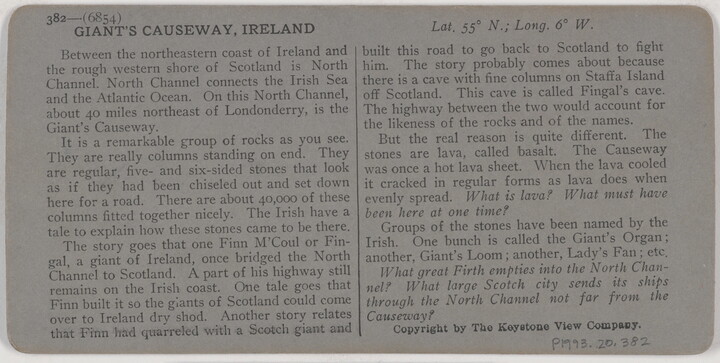 382—(6854)
GIANT'S CAUSEWAY, IRELAND
Lat. 55° N.; Long. 6° W.
Between the northeastern coast of Ireland and
the rough western shore of Scotland is North
Channel. North Channel connects the Irish Sea
and the Atlantic Ocean. On this North Channel,
about 40 miles northeast of Londonderry, is the
Giant's Causeway.
It is a remarkable group of rocks as you see.
They are really columns standing on end. They
are regular, five- and six-sided stones that look
as if they had been chiseled out and set down
here for a road. There are about 40,000 of these
columns fitted together nicely. The Irish have a
tale to explain how these stones came to be there.
The story goes that one Finn M'Coul or Fin-
gal, a giant of Ireland, once bridged the North
Channel to Scotland. A part of his highway still
remains on the Irish coast. One tale goes that
Finn built it so the giants of Scotland could come
over to Ireland dry shod. Another story relates
that Finn had quarreled with a Scotch giant and
built this road to go back to Scotland to fight
him. The story probably comes about because
there is a cave with fine columns on Staffa Island
off Scotland. This cave is called Fingal's cave.
The highway between the two would account for
the likeness of the rocks and of the names.
But the real reason is quite different. The
stones are lava, called basalt. The Causeway
was once a hot lava sheet. When the lava cooled
it cracked in regular forms as lava does when
evenly spread. What is lava? What must have
been here at one time?
Groups of the stones have been named by the
Irish. One bunch is called the Giant's Organ;
another, Giant's Loom; another, Lady's Fan; etc.
What great Firth empties into the North Chan-
nel? What large Scotch city sends its ships
through the North Channel not far from the
Causeway?
Copyright by The Keystone View Company.
P1993.20.382